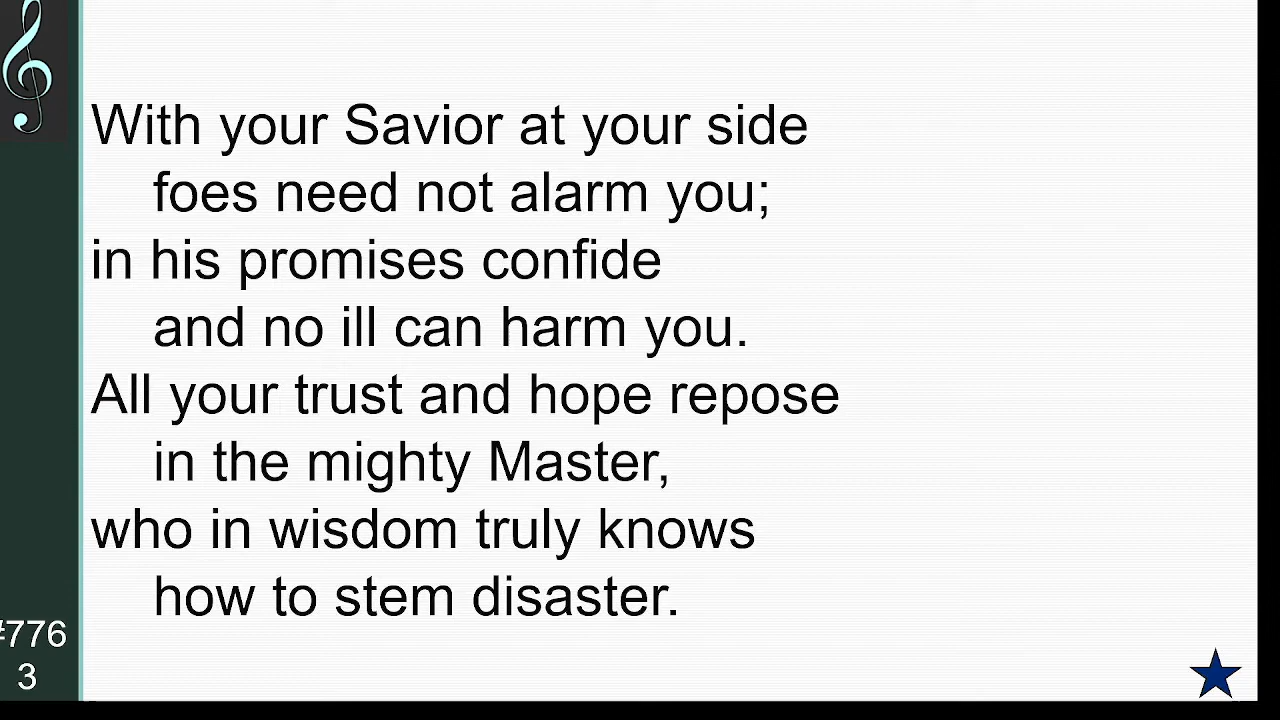 With your Savior at your side
foes need not alarm you;
in his promises confide
and no ill can harm you.
All your trust and hope repose
in the mighty Master,
who in wisdom truly knows
how to stem disaster.
#776
3